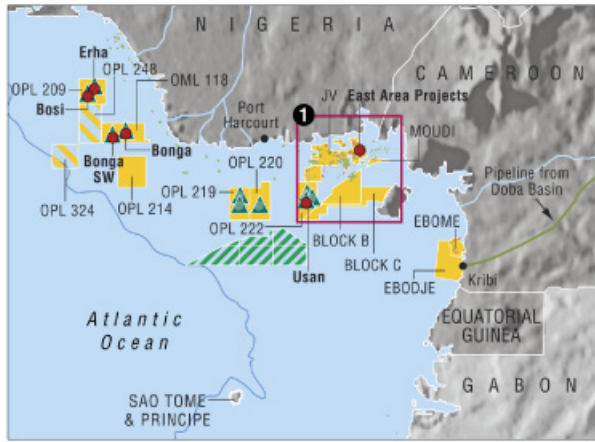 NIGERIA
CAMEROON
Erha
OPL 248
OPL 209
OML 118
Bosi
Port
Harcourt
1
JV
East Area Projects
MOUDI
Bonga
Bonga
SW
OPL 220
OPL 219
OPL 324
OPL 214
OPL 222
BLOCK B
BLOCK C
Usan
Pipeline from
Doba Basin
EBOME
EBODJE
Kribi
Atlantic
Ocean
EQUATORIAL
GUINEA
GABON
SAO TOME
& PRINCIPE